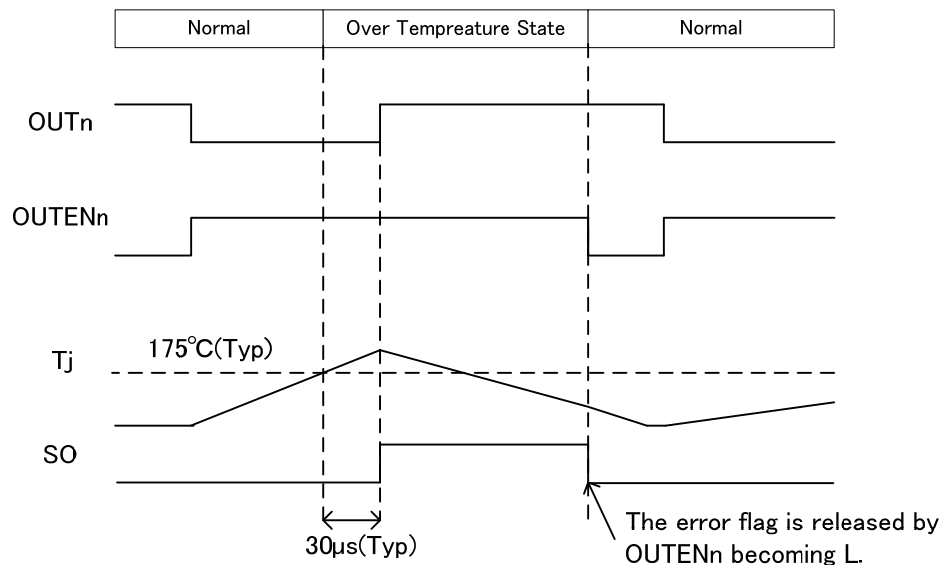 Normal
Over Tempreature State
Normal
OUTn
OUTENn
Tj
175℃(Typ)
SO
30μs(Typ)
The error flag is released by
OUTENn becoming L.